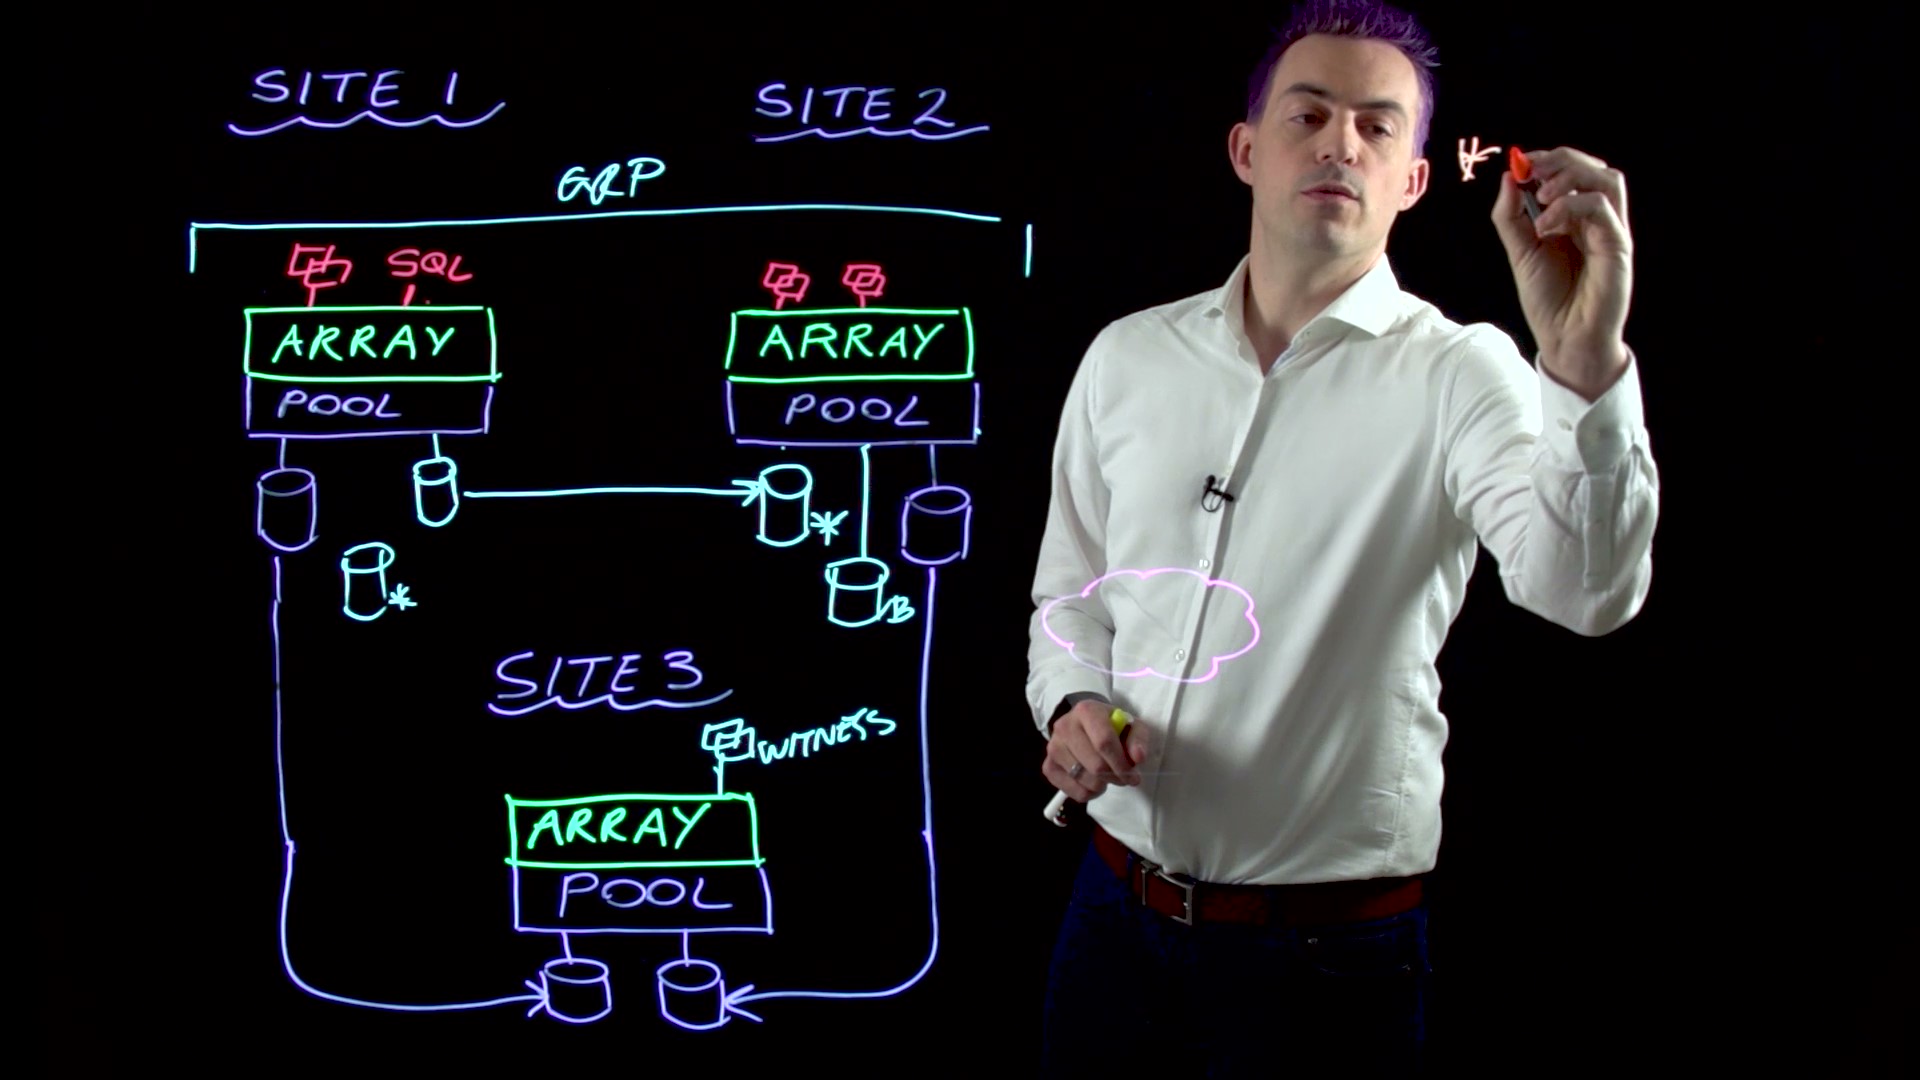 SITE 1
SITE 2
GRP
SQL
ARRAY
ARRAY
POOL
POOL
*
*
B
SITE 3
WITNESS
ARRAY
POOL